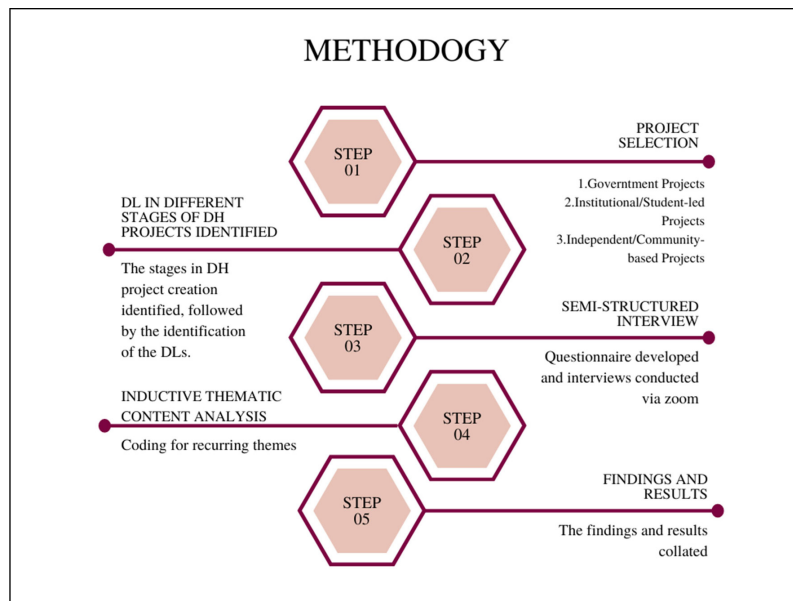 METHODOGY
STEP
01
PROJECT
SELECTION
1.Governtment Projects
2.Institutional/Student-led
Projects
3.Independent/Community-
based Projects
STEP
02
DL IN DIFFERENT
STAGES OF DH
PROJECTS IDENTIFIED
The stages in DH
project creation
identified, followed
by the identification
of the DLs.
STEP
03
SEMI-STRUCTURED
INTERVIEW
Questionnaire developed
and interviews conducted
via zoom
STEP
04
INDUCTIVE THEMATIC
CONTENT ANALYSIS
Coding for recurring themes
STEP
05
FINDINGS AND
RESULTS
The findings and results
collated